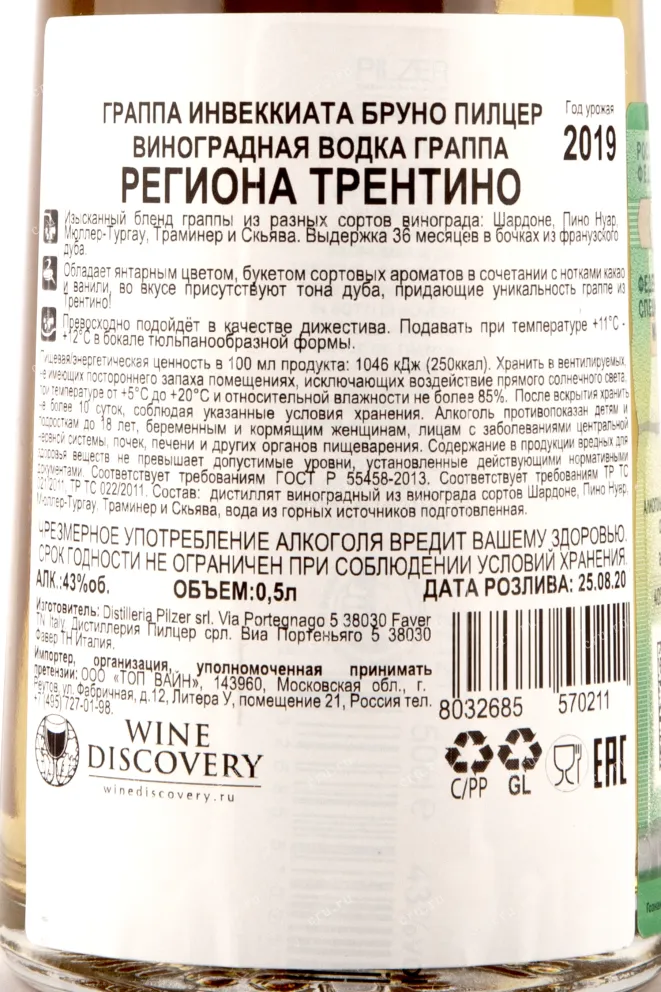 ГРАППА ИНВЕККИАТА БРУНО ПИЛЦЕР
ВИНОГРАДНАЯ ВОДКА ГРАППА
РЕГИОНА ТРЕНТИНО
Год урожая
2019
Изысканный бленд граппы из разных сортов винограда: Шардоне, Пино Нуар,
Мюллер-Тургау, Траминер и Скьява. Выдержка 36 месяцев в бочках из французского
дуба.
Обладает янтарным цветом, букетом сортовых ароматов в сочетании с нотками какао
и ванили, во вкусе присутствуют тона дуба, придающие уникальность граппе из
Трентино!
Превосходно подойдёт в качестве дижестива. Подавать при температуре +11°C -
+12°C в бокале тюльпанообразной формы.
Пищевая/энергетическая ценность в 100 мл продукта: 1046 кДж (250ккал). Хранить в вентилируемых,
не имеющих постороннего запаха помещениях, исключающих воздействие прямого солнечного света,
при температуре от +5°C до +20°C и относительной влажности не более 85%. После вскрытия хранить
не более 10 суток, соблюдая указанные условия хранения. Алкоголь противопоказан детям и
подросткам до 18 лет, беременным и кормящим женщинам, лицам с заболеваниями центральной
нервной системы, почек, печени и других органов пищеварения. Содержание в продукции вредных для
здоровья веществ не превышает допустимые уровни, установленные действующими нормативными
документами. Соответствует требованиям ГОСТ Р 55458-2013. Соответствует требованиям ТР ТС
021/2011, ТР ТС 022/2011. Состав: дистиллят виноградный из винограда сортов Шардоне, Пино Нуар,
Мюллер-Тургау, Траминер и Скьява, вода из горных источников подготовленная.
ЧРЕЗМЕРНОЕ УПОТРЕБЛЕНИЕ АЛКОГОЛЯ ВРЕДИТ ВАШЕМУ ЗДОРОВЬЮ.
СРОК ГОДНОСТИ НЕ ОГРАНИЧЕН ПРИ СОБЛЮДЕНИИ УСЛОВИЙ ХРАНЕНИЯ.
АЛК.:43%об. ОБЪЕМ:0,5л ДАТА РОЗЛИВА: 25.08.20
Изготовитель: Distilleria Pilzer srl. Via Portegnago 5 38030 Faver
TN Italy. Дистиллерия Пилцер срл. Виа Портеньяго 5 38030
Фавер ТН Италия.
Импортер, организация, уполномоченная принимать
претензии: ООО «ТОП ВАЙН», 143960, Московская обл., г.
Реутов, ул. Фабричная, д.12, Литера У, помещение 21, Россия тел.
+7(495)727-01-98.
8032685 570211
WINE
DISCOVERY
winediscovery.ru
C/PP
GL
EAC